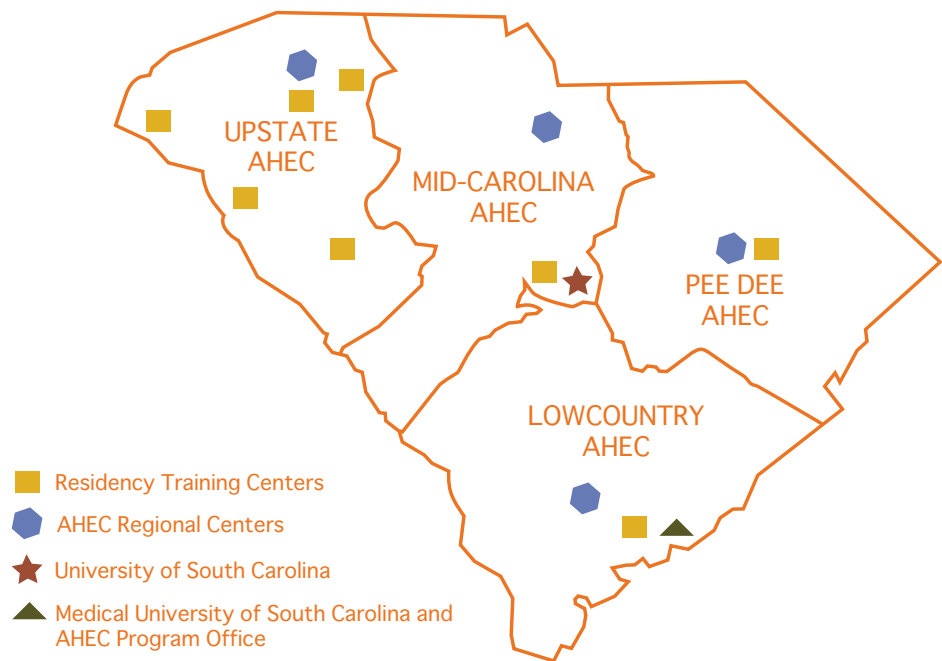 UPSTATE
AHEC
MID-CAROLINA
AHEC
PEE DEE
AHEC
LOWCOUNTRY
AHEC
Residency Training Centers
AHEC Regional Centers
University of South Carolina
Medical University of South Carolina and
AHEC Program Office